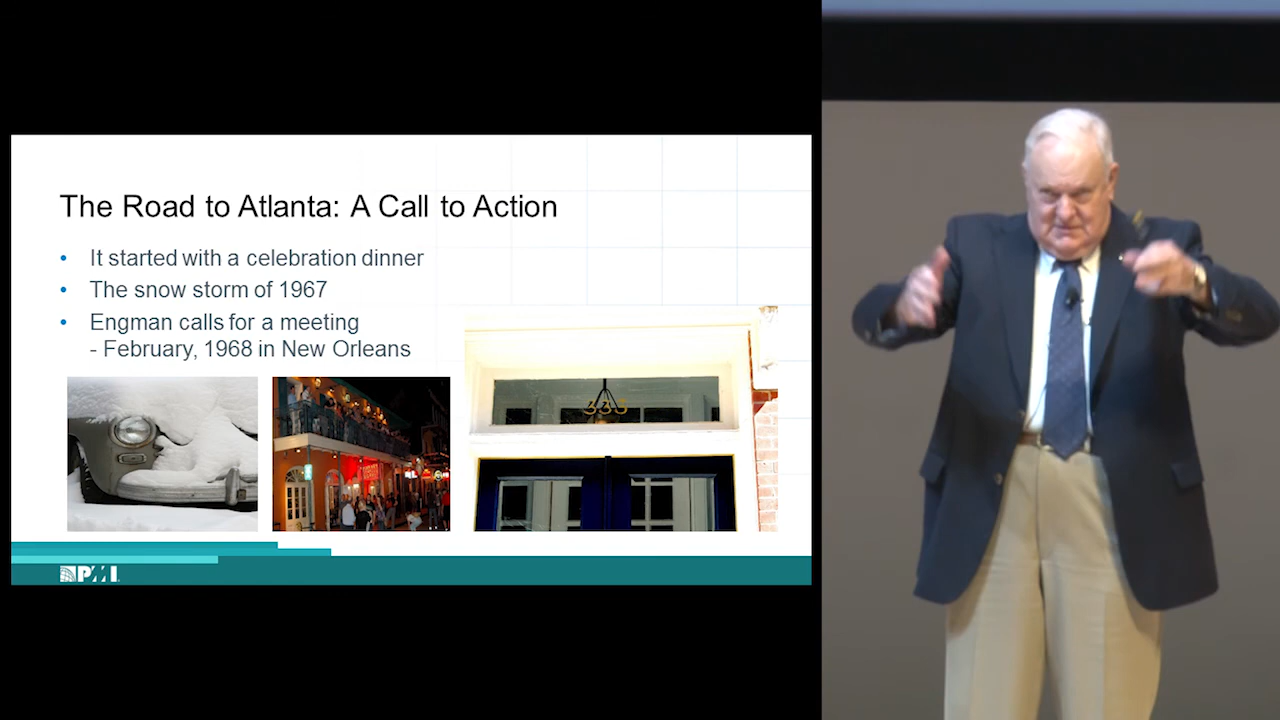 The Road to Atlanta: A Call to Action
• It started with a celebration dinner
• The snow storm of 1967
• Engman calls for a meeting
- February, 1968 in New Orleans
333
PMI